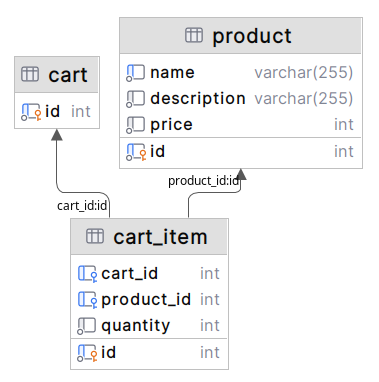 product
name varchar(255)
description varchar(255)
price int
id int
cart
id int
product_id:id
cart_id:id
cart_item
cart_id int
product_id int
quantity int
id int